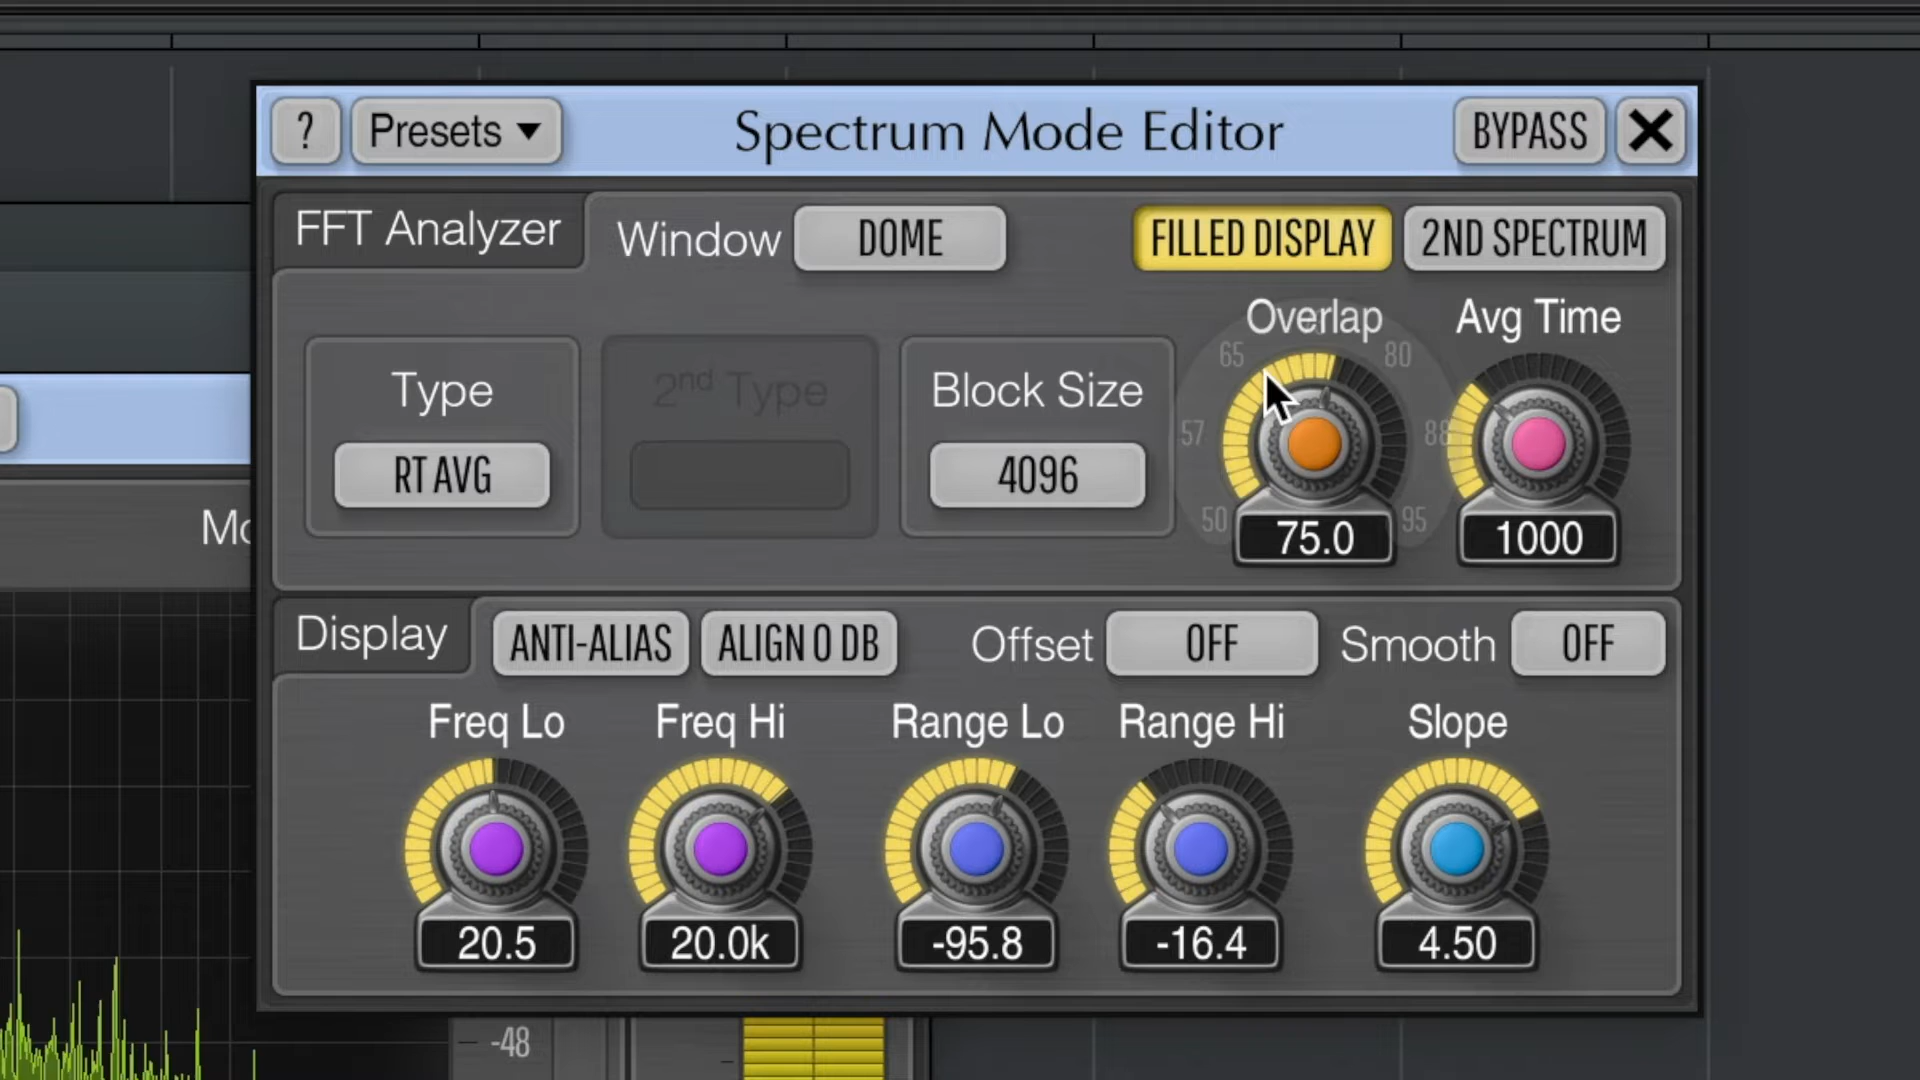 ? Presets ▼ Spectrum Mode Editor BYPASS X
FFT Analyzer Window DOME FILLED DISPLAY 2ND SPECTRUM
Overlap Avg Time
65 80
Type 2nd Type Block Size
57 88
RT AVG 4096
50 95
75.0 1000
Mo
Display ANTI-ALIAS ALIGN 0 DB Offset OFF Smooth OFF
Freq Lo Freq Hi Range Lo Range Hi Slope
20.5 20.0k -95.8 -16.4 4.50
-48